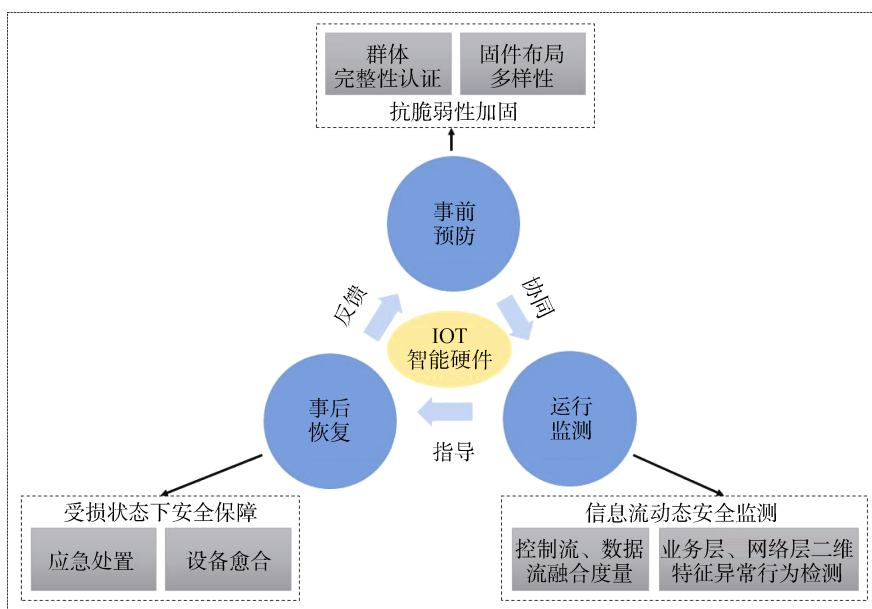 群体
完整性认证
固件布局
多样性
抗脆弱性加固
事前
预防
反馈
协同
IOT
智能硬件
事后
恢复
运行
监测
指导
受损状态下安全保障
应急处置
设备愈合
信息流动态安全监测
控制流、数据
流融合度量
业务层、网络层二维
特征异常行为检测